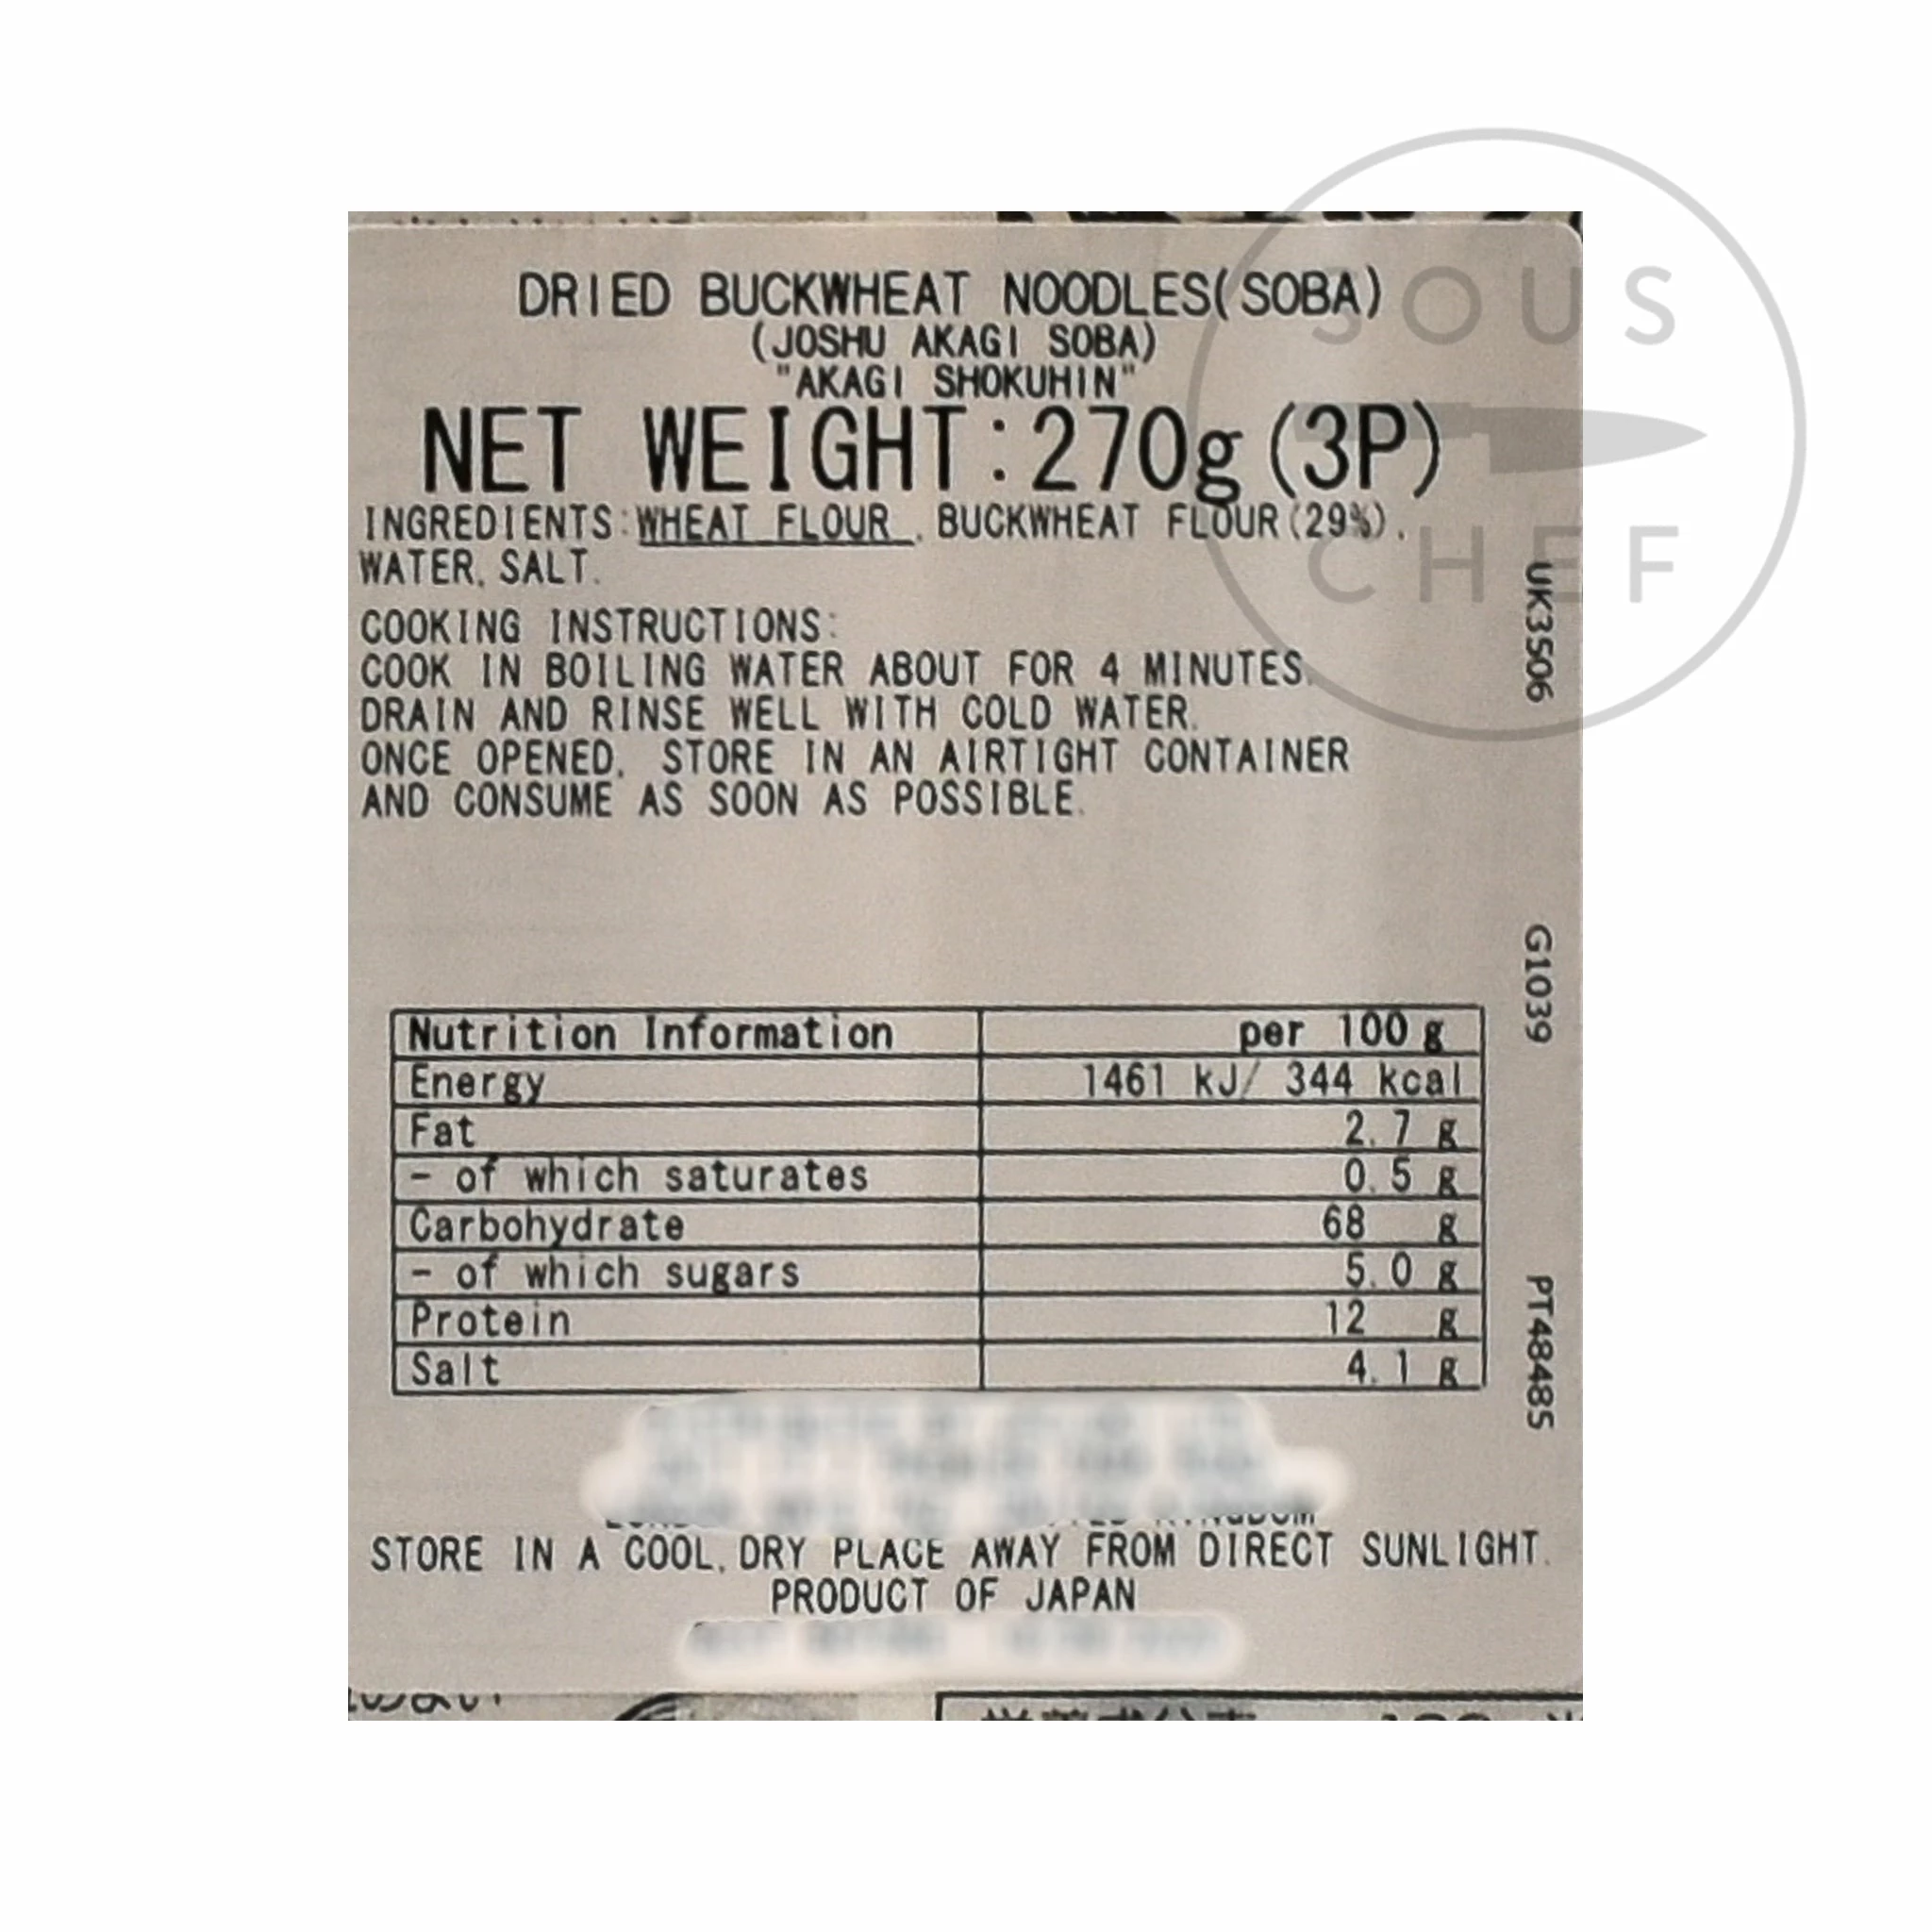 SOUS
CHEF
DRIED BUCKWHEAT NOODLES(SOBA)
(JOSHU AKAGI SOBA)
"AKAGI SHOKUHIN"
NET WEIGHT:270g(3P)
INGREDIENTS:WHEAT FLOUR, BUCKWHEAT FLOUR(29%),
WATER, SALT.
COOKING INSTRUCTIONS:
COOK IN BOILING WATER ABOUT FOR 4 MINUTES.
DRAIN AND RINSE WELL WITH COLD WATER.
ONCE OPENED, STORE IN AN AIRTIGHT CONTAINER
AND CONSUME AS SOON AS POSSIBLE.
UK3506
G1039
PT48485
Nutrition Information per 100 g
Energy 1461 kJ/ 344 kcal
Fat 2.7 g
- of which saturates 0.5 g
Carbohydrate 68 g
- of which sugars 5.0 g
Protein 12 g
Salt 4.1 g
STORE IN A COOL, DRY PLACE AWAY FROM DIRECT SUNLIGHT.
PRODUCT OF JAPAN